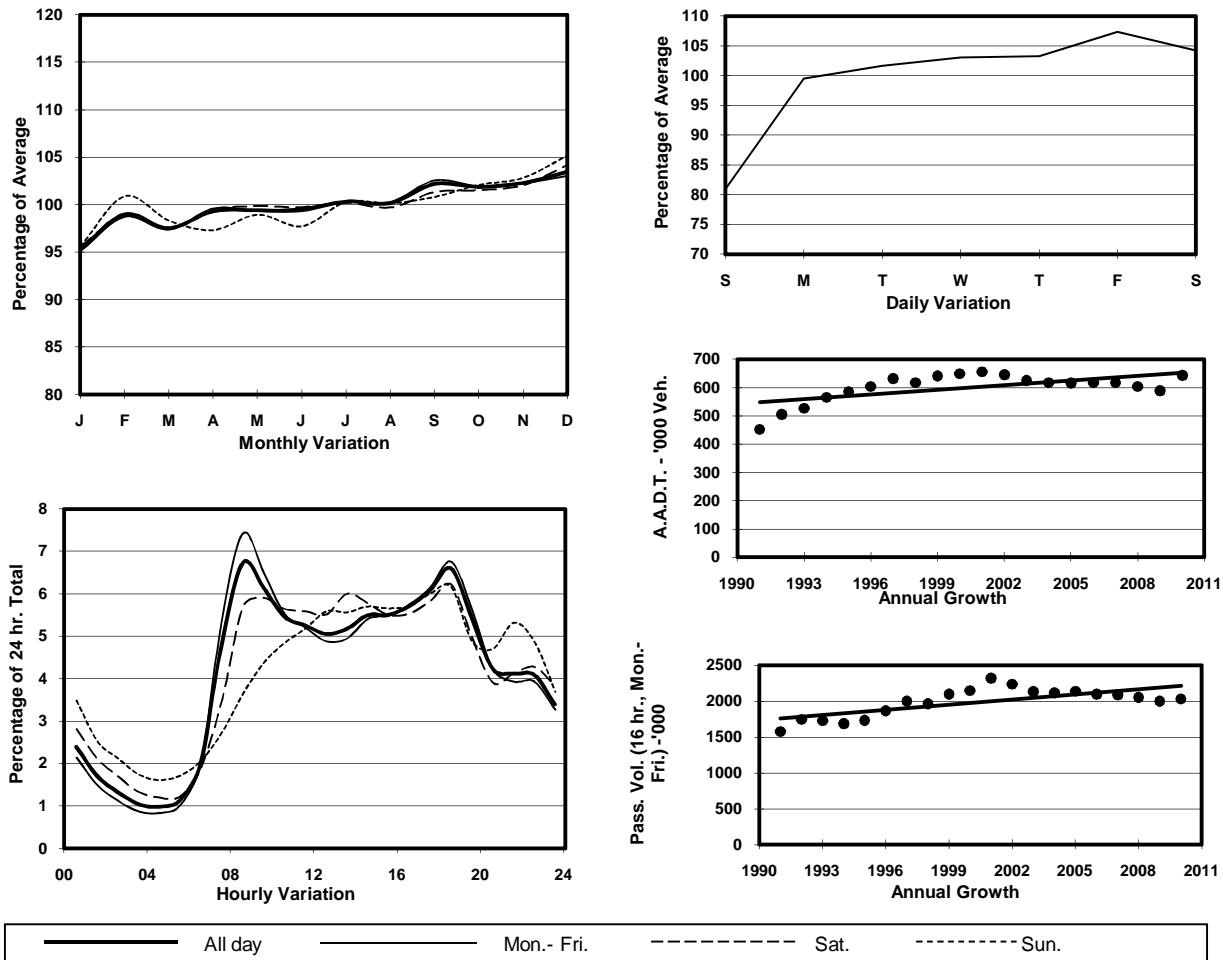 120
115
110
105
100
95
90
85
80
Percentage of Average
J F M A M J J A S O N D
Monthly Variation
110
105
100
95
90
85
80
75
70
Percentage of Average
S M T W T F S
Daily Variation
700
600
500
400
300
200
100
0
A.A.D.T. - '000 Veh.
1990 1993 1996 1999 2002 2005 2008 2011
Annual Growth
8
7
6
5
4
3
2
1
0
Percentage of 24 hr. Total
00 04 08 12 16 20 24
Hourly Variation
2500
2000
1500
1000
500
0
Pass. Vol. (16 hr., Mon.-
Fri.) -'000
1990 1993 1996 1999 2002 2005 2008 2011
Annual Growth
All day Mon.- Fri. Sat. Sun.